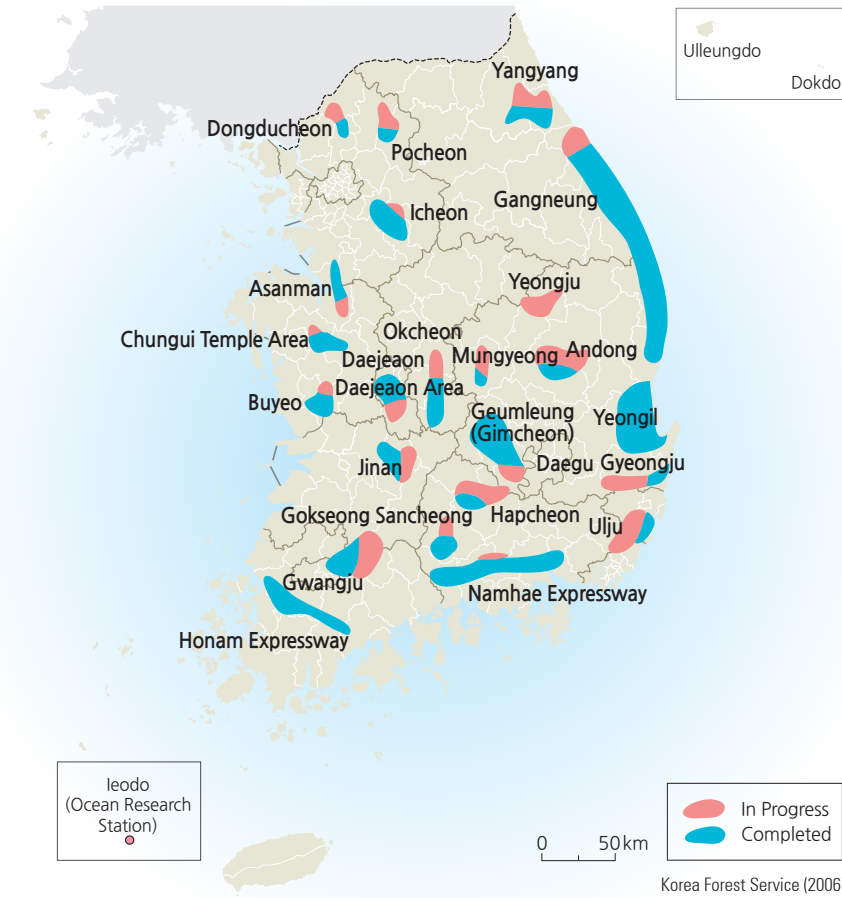 Ulleungdo
Dokdo
Yangyang
Dongducheon
Pocheon
Gangneung
Icheon
Yeongju
Asanman
Okcheon
Chungui Temple Area
Daejeaon
Mungyeong
Andong
Daejeaon Area
Buyeo
Geumleung
(Gimcheon)
Yeongil
Jinan
Daegu
Gyeongju
Gokseong
Sancheong
Hapcheon
Ulju
Gwangju
Namhae Expressway
Honam Expressway
Ieodo
(Ocean Research
Station)
In Progress
Completed
0
50 km
Korea Forest Service (2006